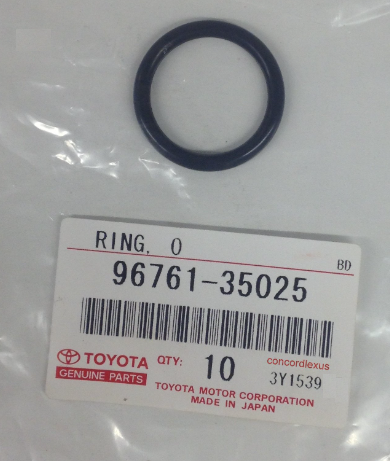 RING, O
BD
96761-35025
TOYOTA QTY: 10 concordlexus
GENUINE PARTS 3Y1539
TOYOTA MOTOR CORPORATION
MADE IN JAPAN